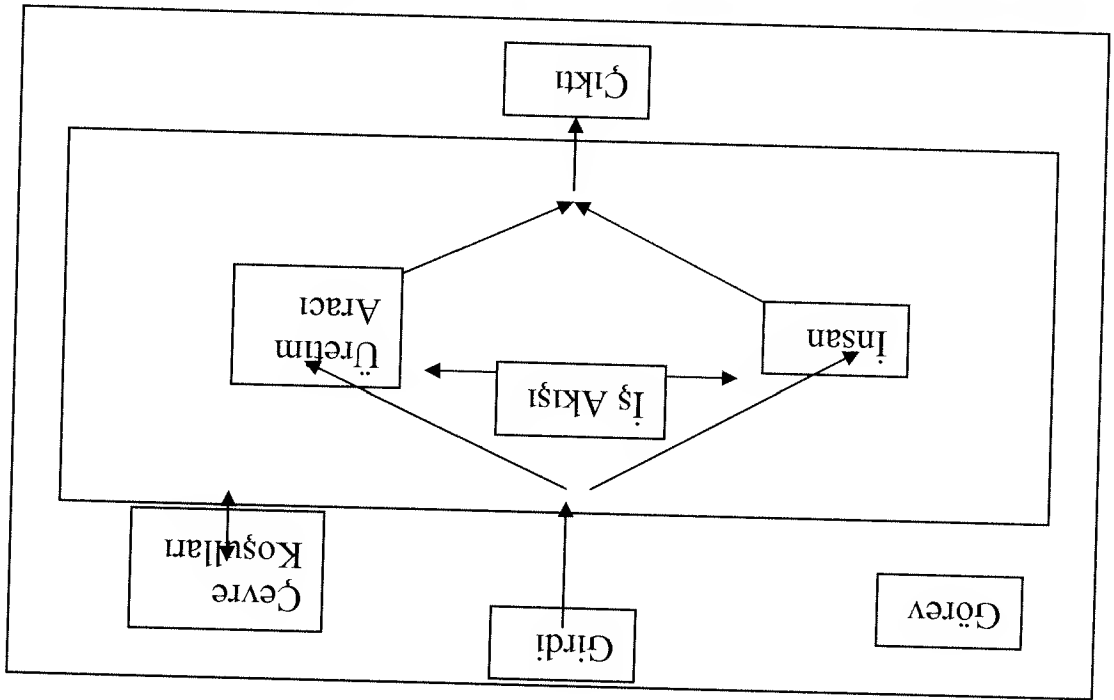 Görev
Girdi
Çevre
Koşulları
İş Akışı
İnsan
Üretim
Aracı
Çıktı